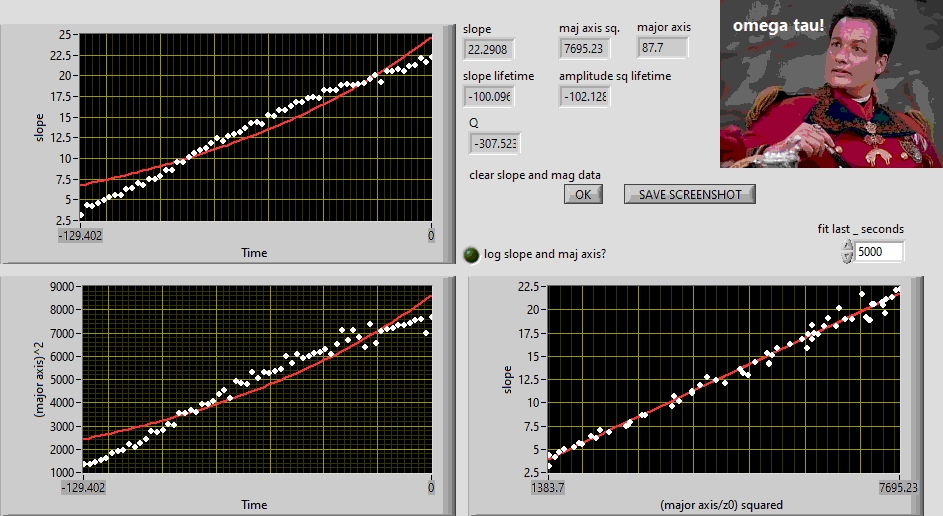 slope
22.2908
maj axis sq.
7695.23
major axis
87.7
omega tau!
slope lifetime
-100.096
amplitude sq lifetime
-102.128
Q
-307.523
clear slope and mag data
OK
SAVE SCREENSHOT
fit last _ seconds
5000
log slope and maj axis?
25
22.5
20
17.5
15
12.5
10
7.5
5
2.5
slope
-129.402
0
Time
9000
8000
7000
6000
5000
4000
3000
2000
1000
(major axis)^2
-129.402
0
Time
22.5
20
17.5
15
12.5
10
7.5
5
2.5
slope
1383.7
7695.23
(major axis/z0) squared